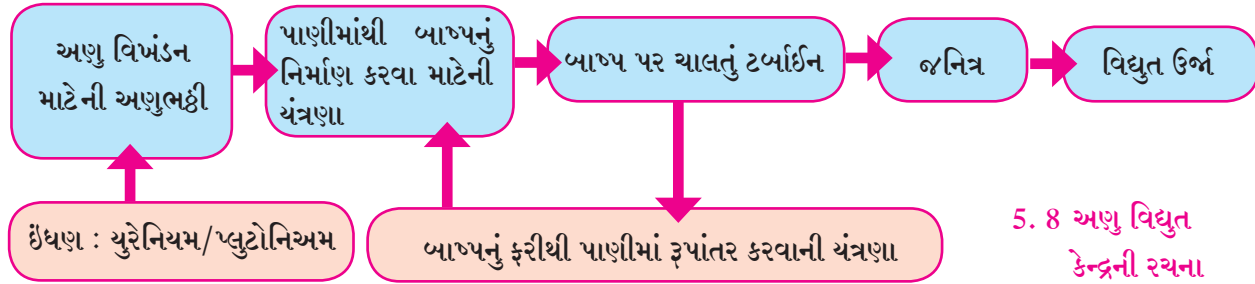 અણુ વિખંડન
માટેની અણુભઠ્ઠી
પાણીમાંથી બાષ્પનું
નિર્માણ કરવા માટેની
યંત્રણા
બાષ્પ પર ચાલતું ટર્બાઈન
જનિત્ર
વિદ્યુત ઉર્જા
ઇંધણ : યુરેનિયમ/પ્લુટોનિઅમ
બાષ્પનું ફરીથી પાણીમાં રૂપાંતર કરવાની યંત્રણા
5. 8 અણુ વિદ્યુત
કેન્દ્રની રચના